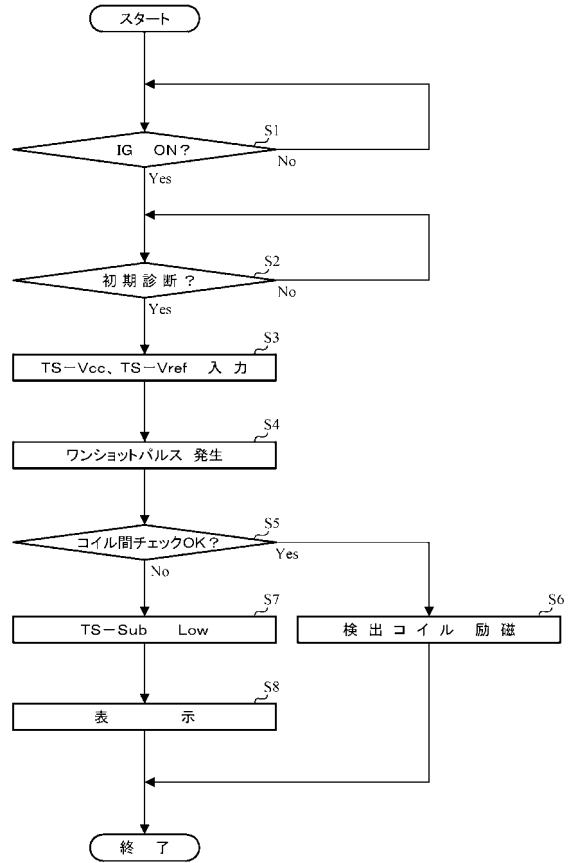 スタート
S1
IG ON?
No
Yes
S2
初期診断?
No
Yes
S3
TS-Vcc、TS-Vref 入力
S4
ワンショットパルス 発生
S5
コイル間チェックOK?
Yes
No
S7
TS-Sub Low
S6
検出コイル 励磁
S8
表 示
終 了